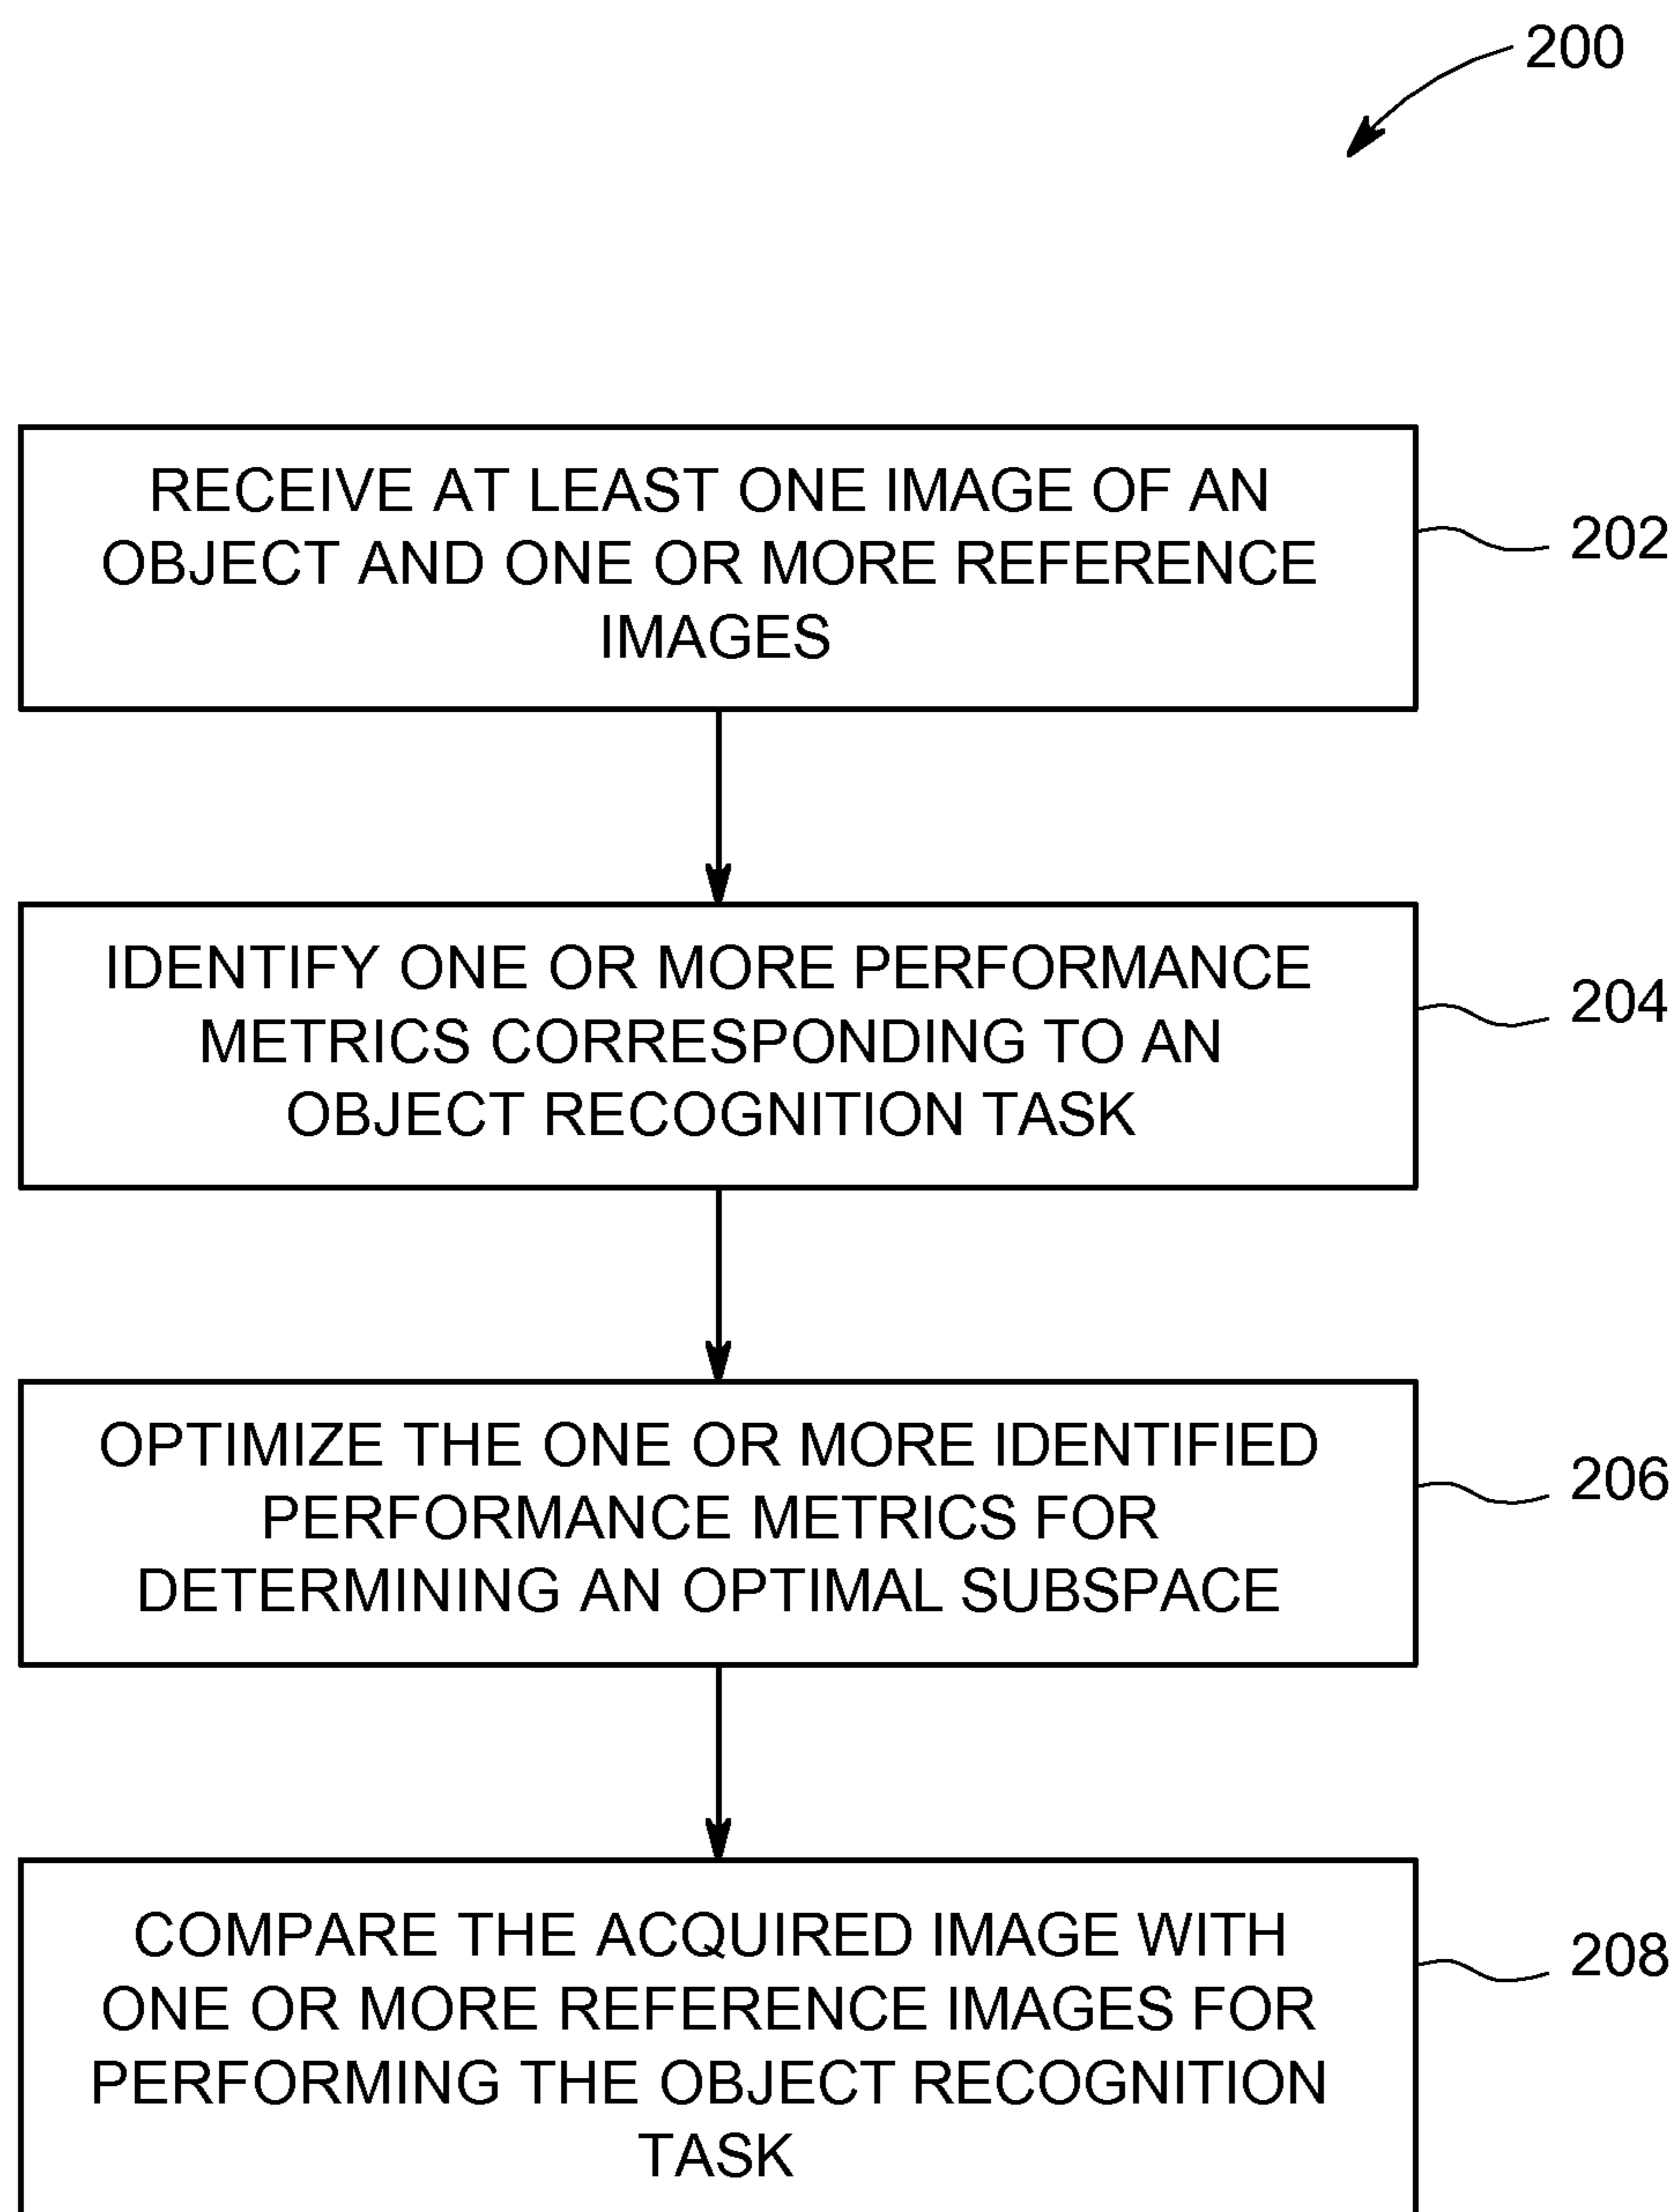 200
RECEIVE AT LEAST ONE IMAGE OF AN
OBJECT AND ONE OR MORE REFERENCE
IMAGES
202
IDENTIFY ONE OR MORE PERFORMANCE
METRICS CORRESPONDING TO AN
OBJECT RECOGNITION TASK
204
OPTIMIZE THE ONE OR MORE IDENTIFIED
PERFORMANCE METRICS FOR
DETERMINING AN OPTIMAL SUBSPACE
206
COMPARE THE ACQUIRED IMAGE WITH
ONE OR MORE REFERENCE IMAGES FOR
PERFORMING THE OBJECT RECOGNITION
TASK
208